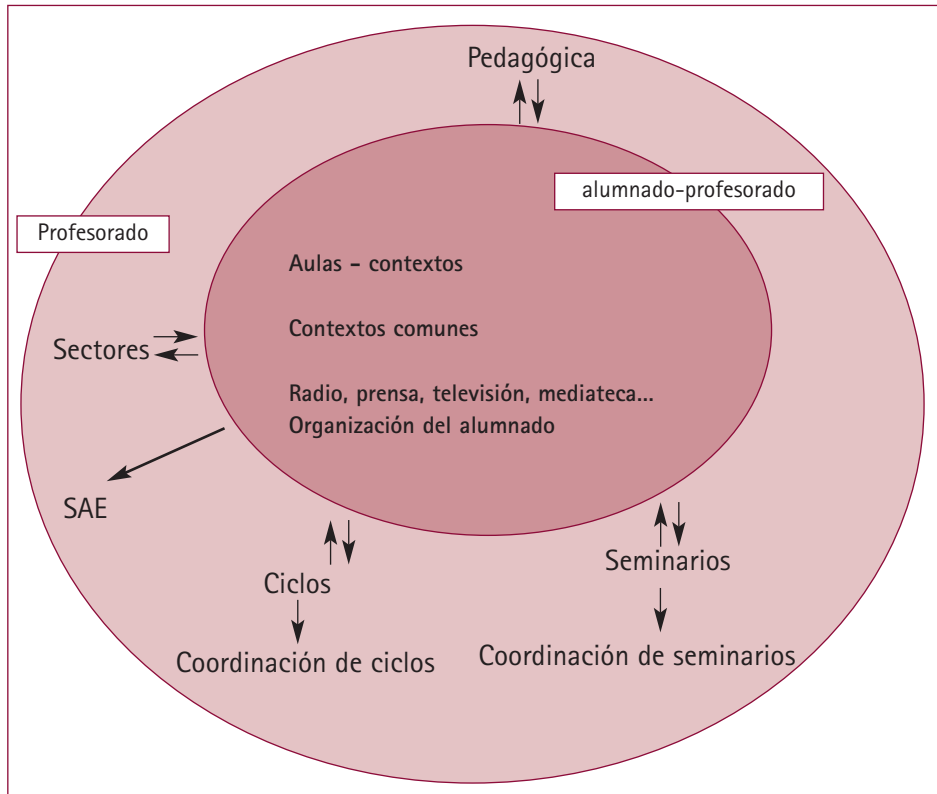 Pedagógica
alumnado-profesorado
Profesorado
Aulas - contextos
Contextos comunes
Sectores
Radio, prensa, televisión, mediateca...
Organización del alumnado
SAE
Ciclos
Seminarios
Coordinación de ciclos
Coordinación de seminarios